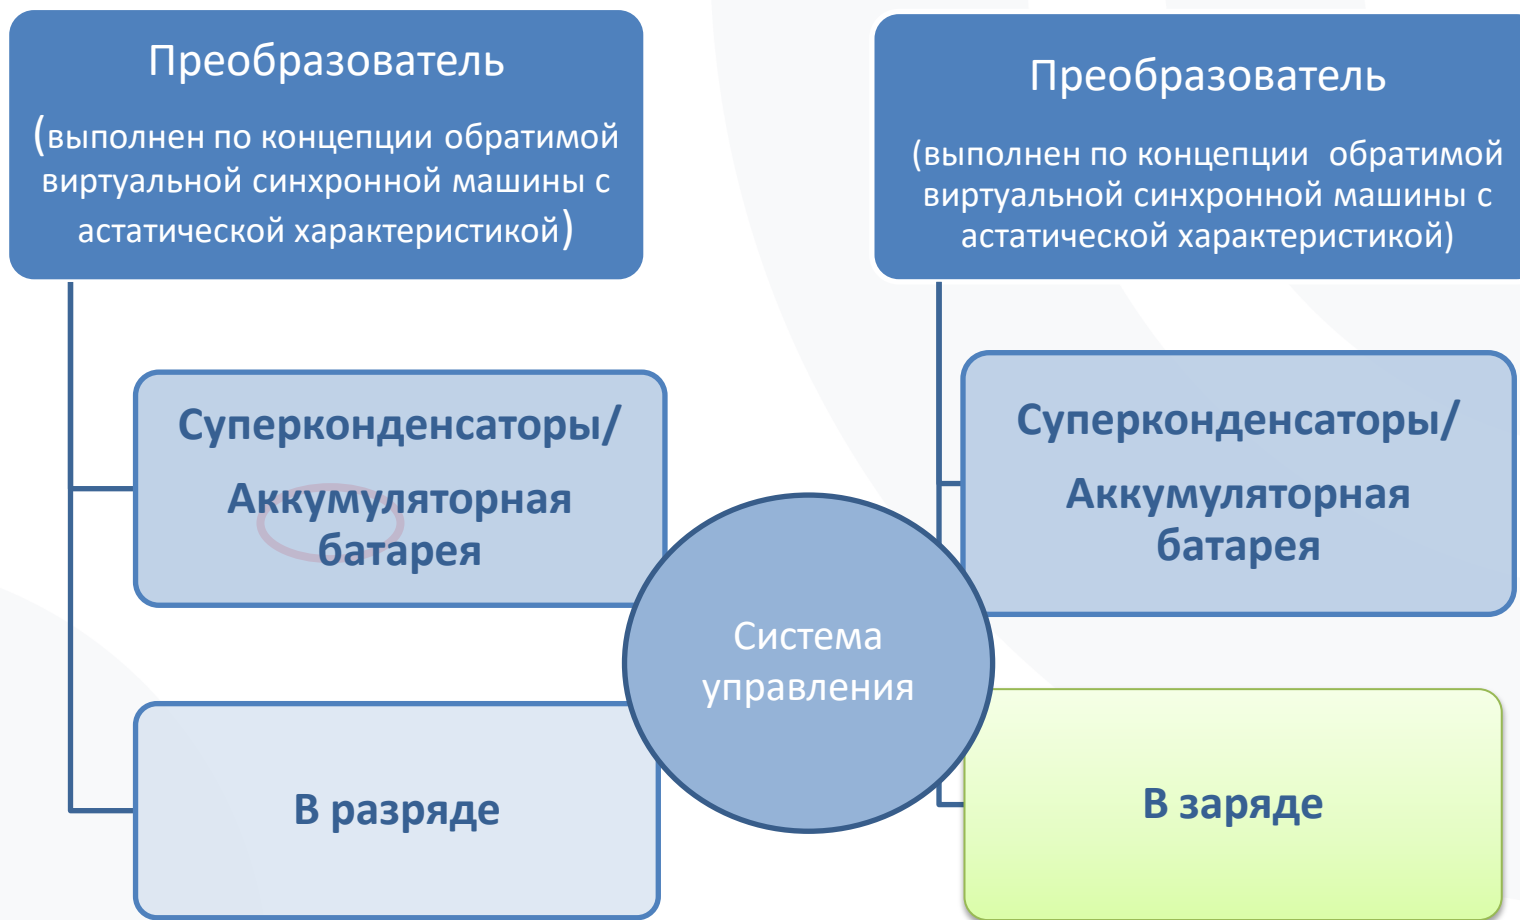 Преобразователь
(выполнен по концепции обратимой
виртуальной синхронной машины с
астатической характеристикой)
Суперконденсаторы/
Аккумуляторная
батарея
В разряде
Система
управления
Преобразователь
(выполнен по концепции обратимой
виртуальной синхронной машины с
астатической характеристикой)
Суперконденсаторы/
Аккумуляторная
батарея
В заряде